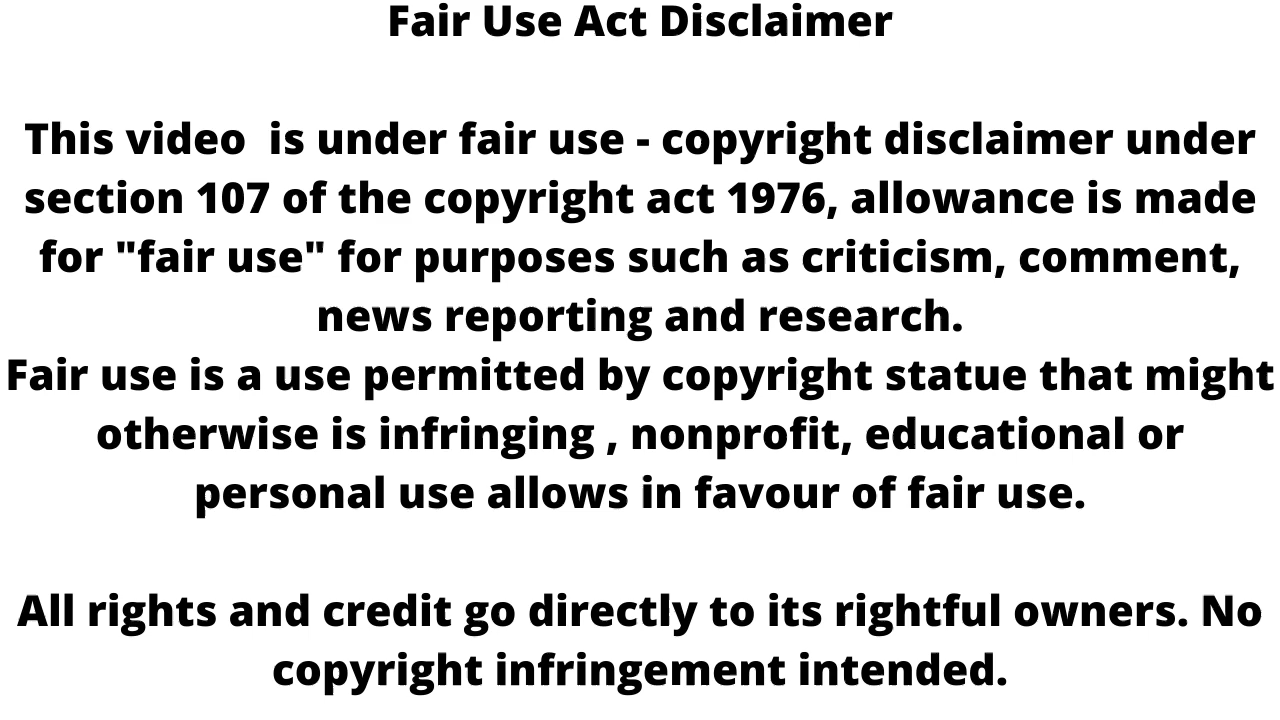 Fair Use Act Disclaimer
This video  is under fair use - copyright disclaimer under
section 107 of the copyright act 1976, allowance is made
for "fair use" for purposes such as criticism, comment,
news reporting and research.
Fair use is a use permitted by copyright statue that might
otherwise is infringing , nonprofit, educational or
personal use allows in favour of fair use.
All rights and credit go directly to its rightful owners. No
copyright infringement intended.